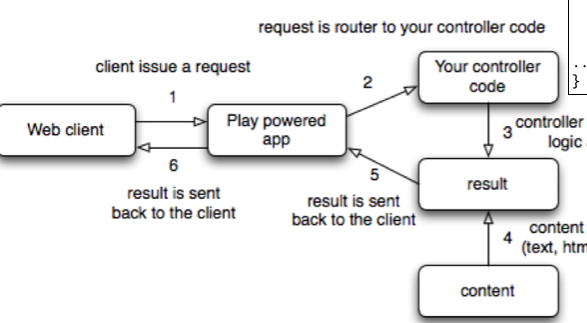 request is router to your controller code
client issue a request
1
2
..
}
Your controller
code
Web client
Play powered
app
3
controller
logic
6
5
result is sent
back to the client
result
result is sent
back to the client
4
content
(text,
content